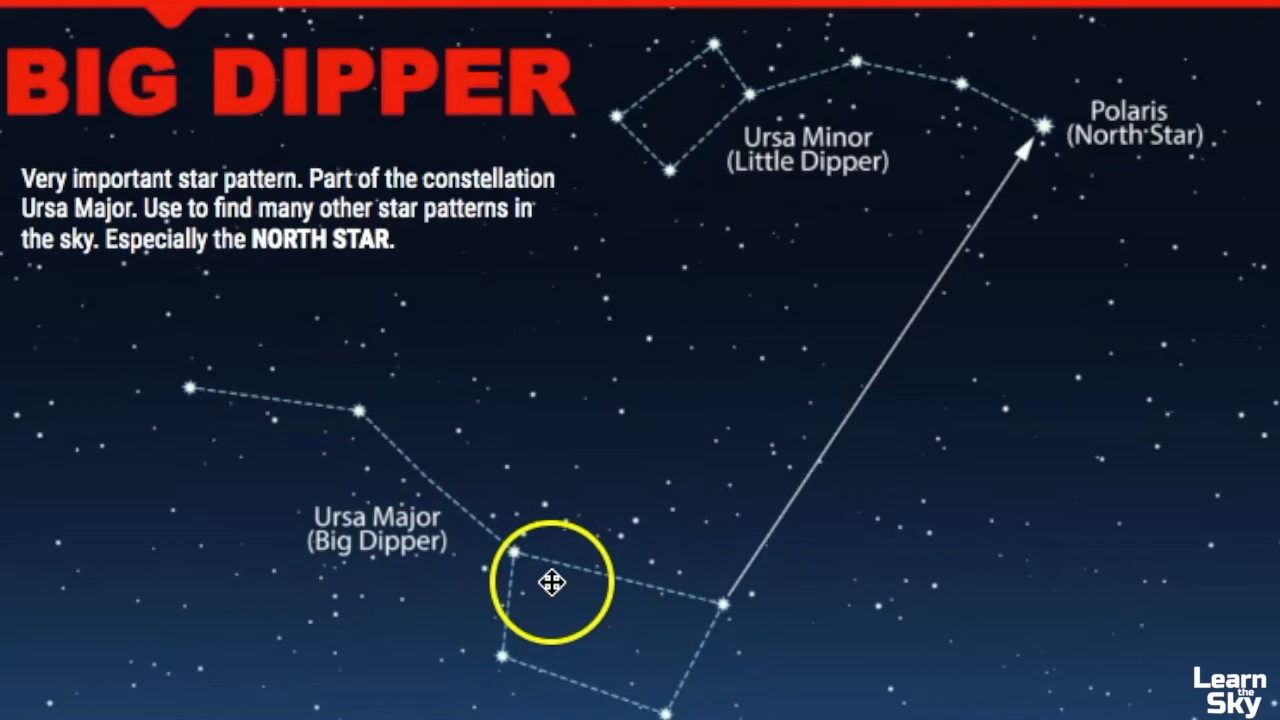 BIG DIPPER
Very important star pattern. Part of the constellation
Ursa Major. Use to find many other star patterns in
the sky. Especially the NORTH STAR.
Ursa Minor
(Little Dipper)
Polaris
(North Star)
Ursa Major
(Big Dipper)
Learn
the
Sky